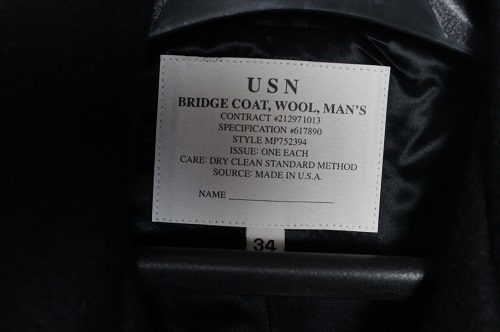 USN
BRIDGE COAT, WOOL, MAN'S
CONTRACT #212971013
SPECIFICATION #617890
STYLE MP752394
ISSUE: ONE EACH
CARE: DRY CLEAN STANDARD METHOD
SOURCE: MADE IN U.S.A.
NAME
34